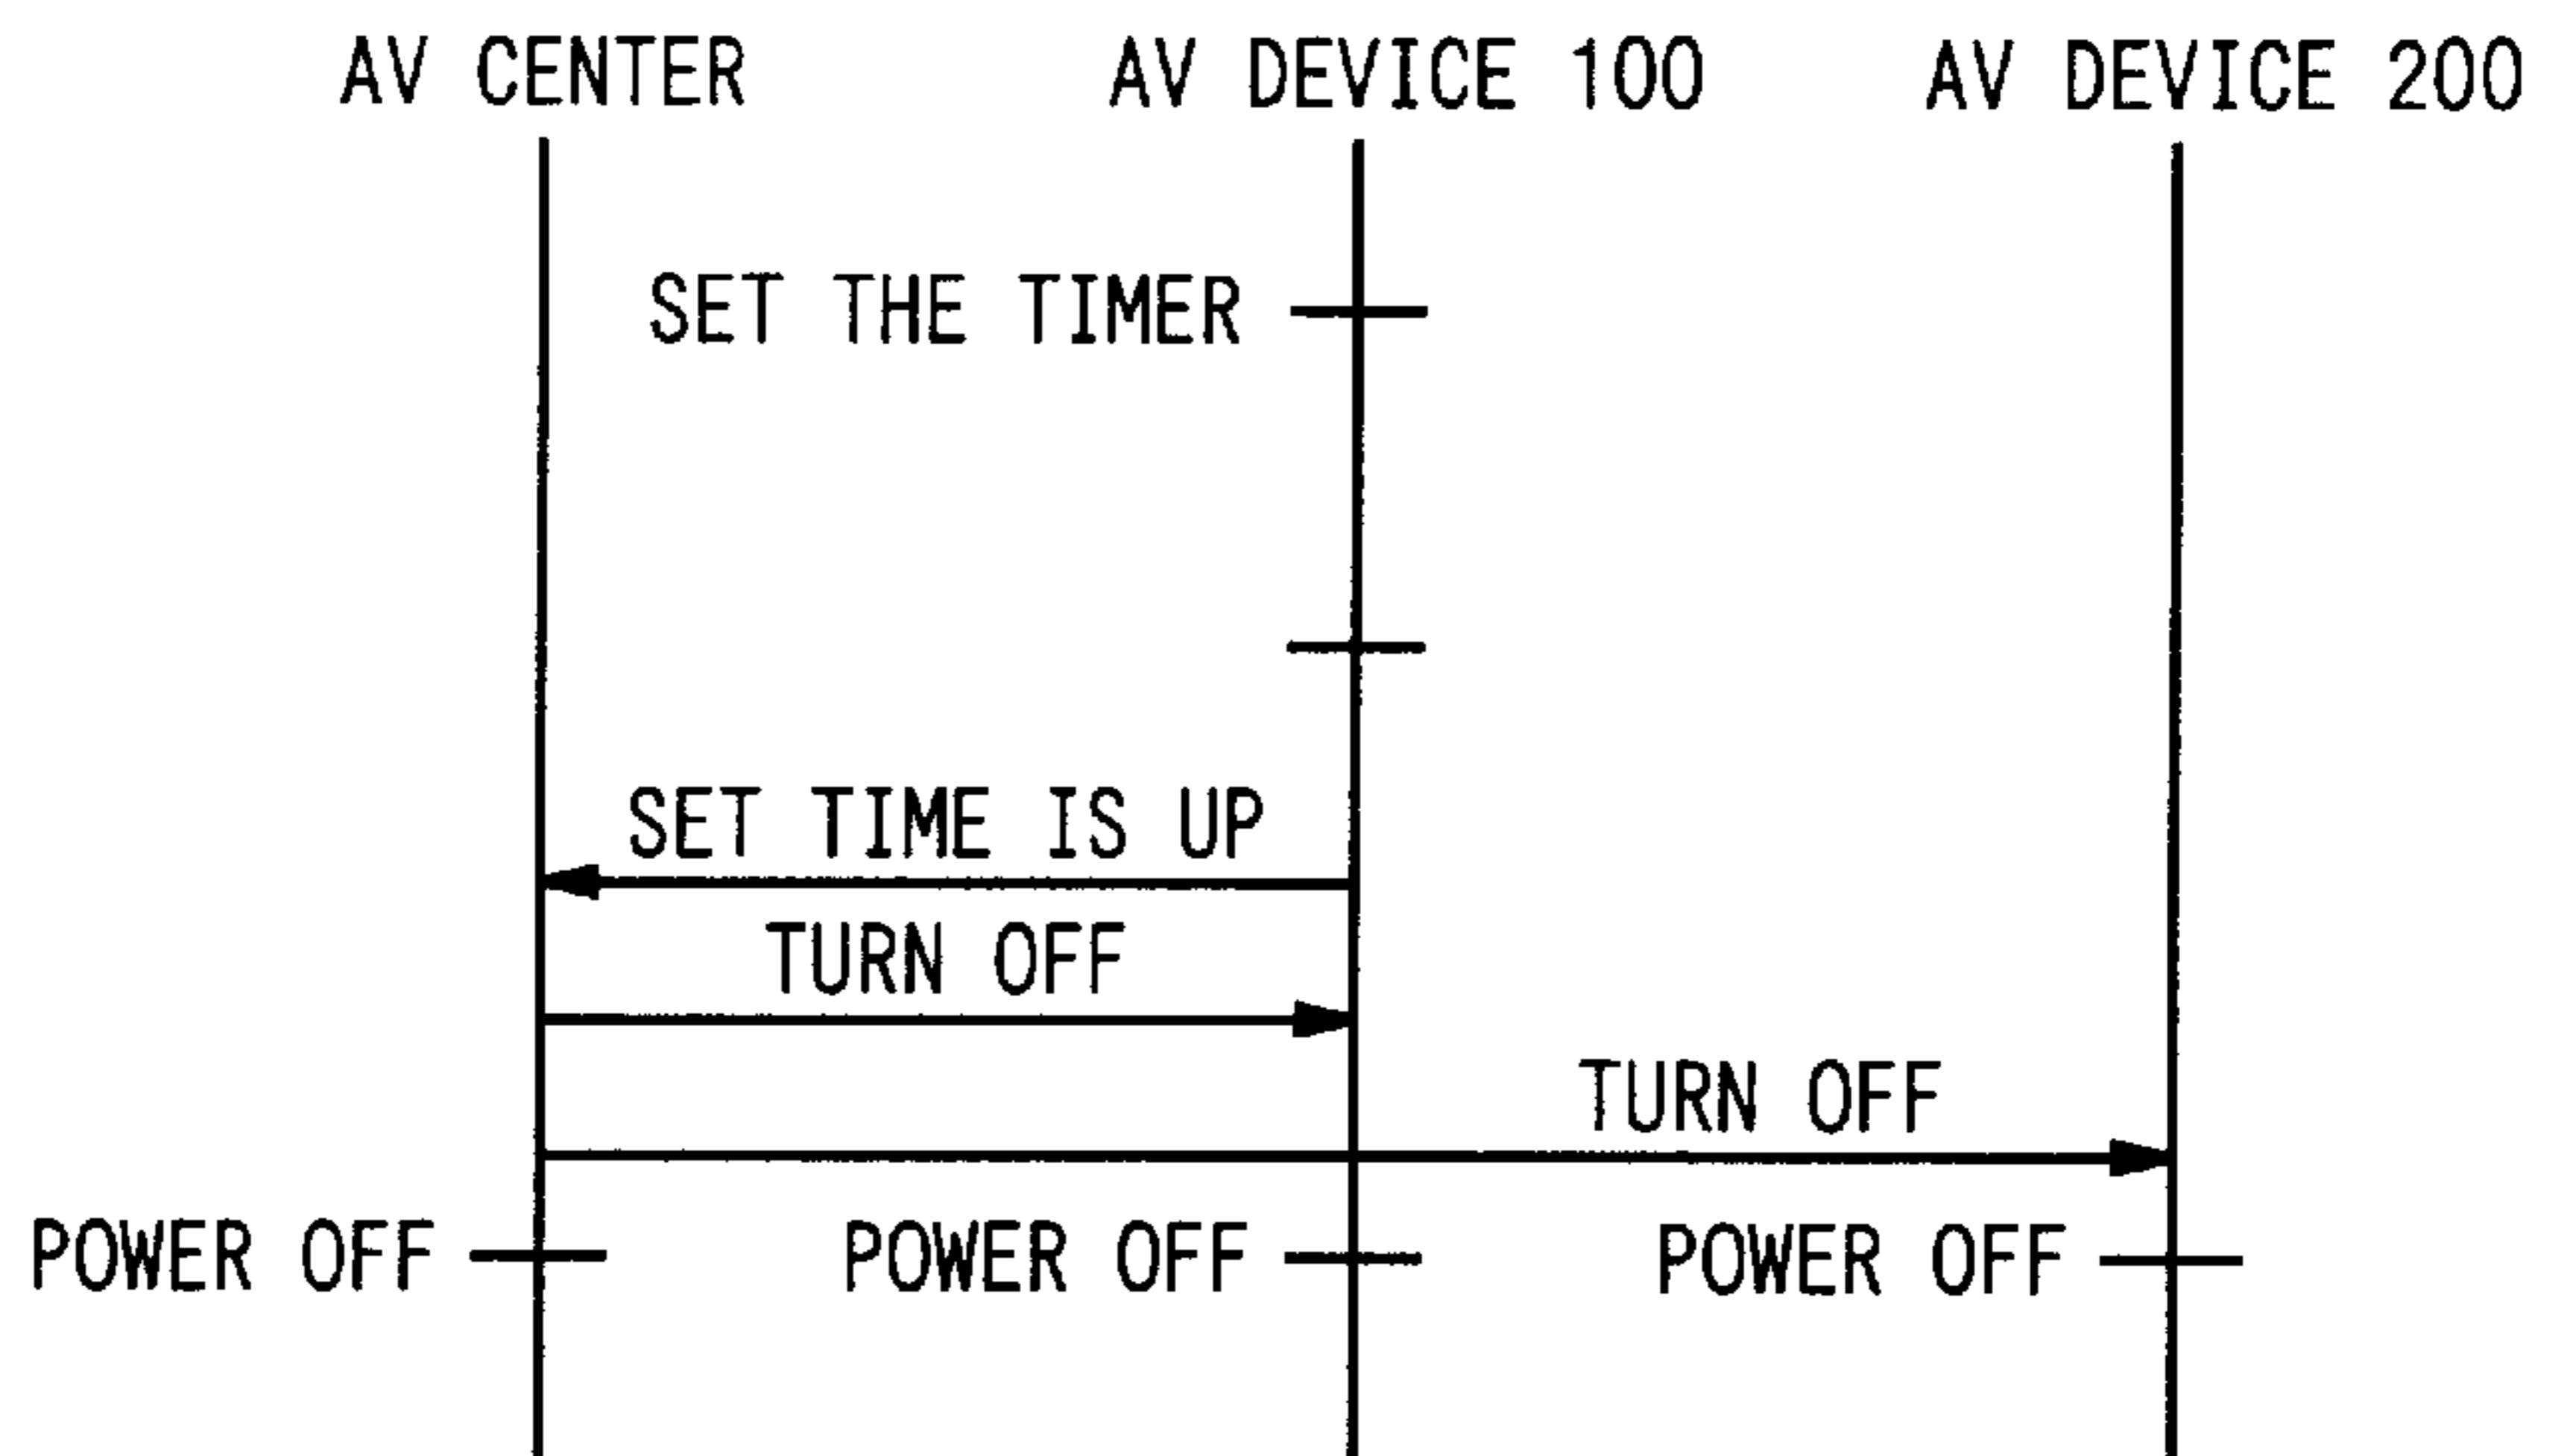 AV CENTER AV DEVICE 100 AV DEVICE 200
SET THE TIMER
SET TIME IS UP
TURN OFF
TURN OFF
POWER OFF POWER OFF POWER OFF